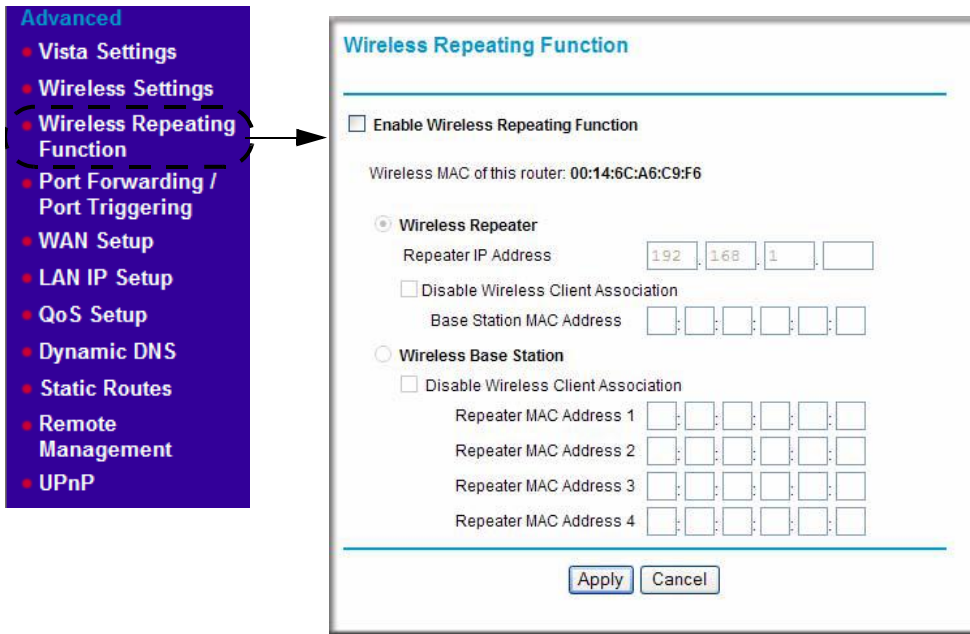 Advanced
Vista Settings
Wireless Settings
Wireless Repeating
Function
Port Forwarding /
Port Triggering
WAN Setup
LAN IP Setup
QoS Setup
Dynamic DNS
Static Routes
Remote
Management
UPnP
Wireless Repeating Function
Enable Wireless Repeating Function
Wireless MAC of this router: 00:14:6C:A6:C9:F6
Wireless Repeater
Repeater IP Address 192 . 168 . 1 .
Disable Wireless Client Association
Base Station MAC Address : : : : :
Wireless Base Station
Disable Wireless Client Association
Repeater MAC Address 1 : : : : :
Repeater MAC Address 2 : : : : :
Repeater MAC Address 3 : : : : :
Repeater MAC Address 4 : : : : :
Apply Cancel